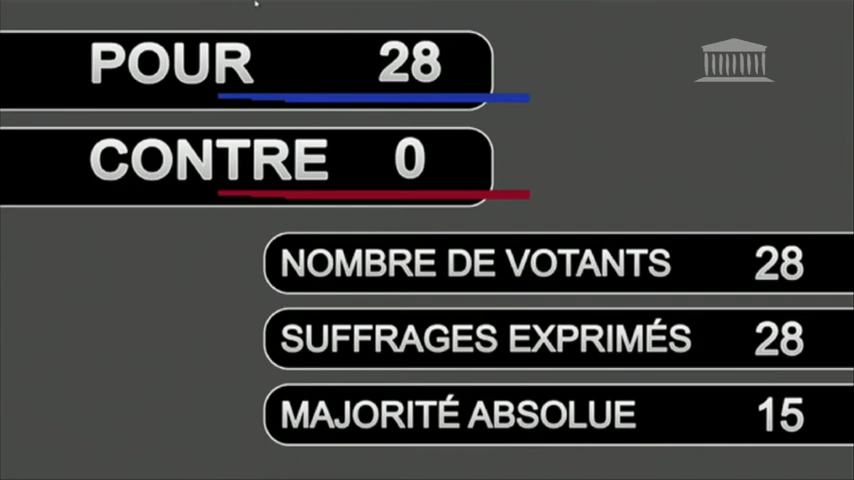 POUR 28
CONTRE 0
NOMBRE DE VOTANTS 28
SUFFRAGES EXPRIMÉS 28
MAJORITÉ ABSOLUE 15